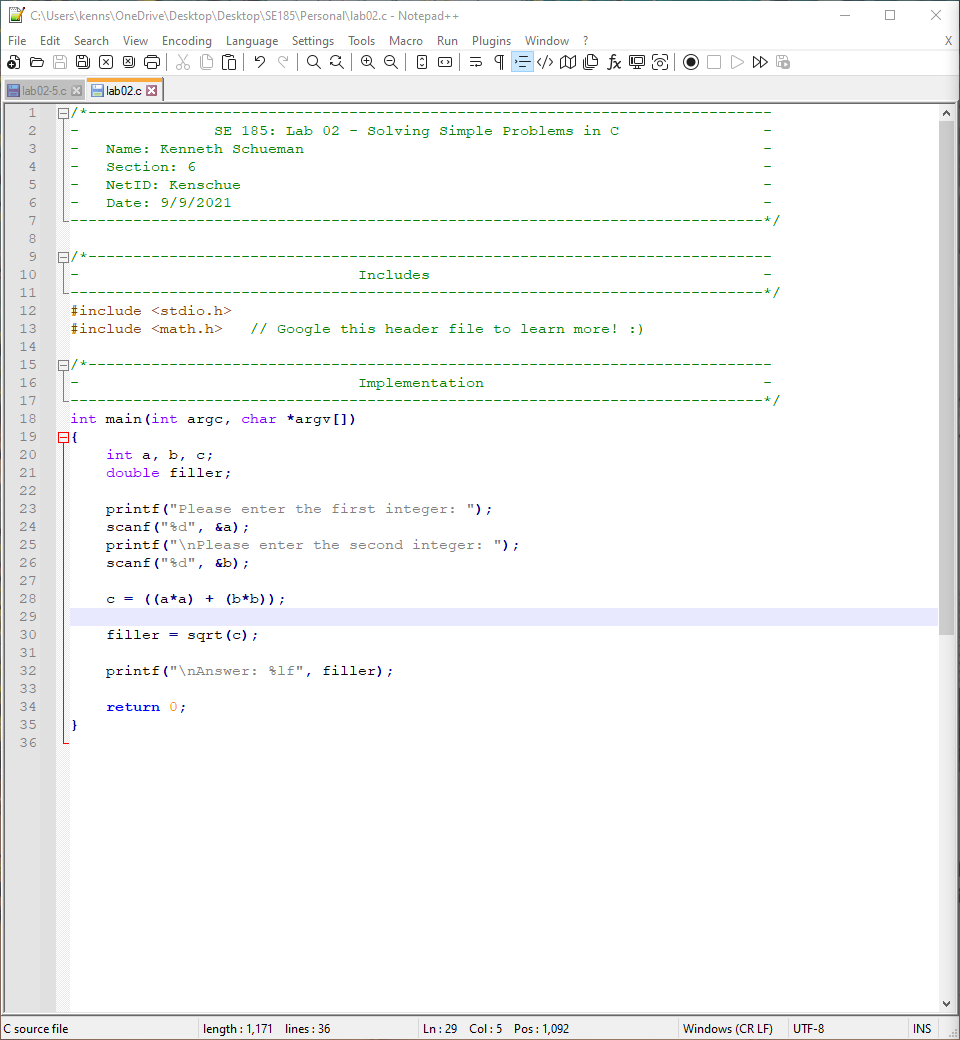 C:\Users\kenns\OneDrive\Desktop\Desktop\SE185\Personal\lab02.c - Notepad++
File Edit Search View Encoding Language Settings Tools Macro Run Plugins Window ? X
lab02-5.c lab02.c
1 /*----------------------------------------------------------------------------
2 -               SE 185: Lab 02 - Solving Simple Problems in C                -
3 -   Name: Kenneth Schueman                                                   -
4 -   Section: 6                                                               -
5 -   NetID: Kenschue                                                          -
6 -   Date: 9/9/2021                                                           -
7 -----------------------------------------------------------------------------*/
8
9 /*----------------------------------------------------------------------------
10 -                               Includes                                     -
11 -----------------------------------------------------------------------------*/
12 #include <stdio.h>
13 #include <math.h>   // Google this header file to learn more! :)
14
15 /*----------------------------------------------------------------------------
16 -                               Implementation                               -
17 -----------------------------------------------------------------------------*/
18 int main(int argc, char *argv[])
19 {
20     int a, b, c;
21     double filler;
22
23     printf("Please enter the first integer: ");
24     scanf("%d", &a);
25     printf("\nPlease enter the second integer: ");
26     scanf("%d", &b);
27
28     c = ((a*a) + (b*b));
29
30     filler = sqrt(c);
31
32     printf("\nAnswer: %lf", filler);
33
34     return 0;
35 }
36
C source file length : 1,171 lines : 36 Ln : 29 Col : 5 Pos : 1,092 Windows (CR LF) UTF-8 INS